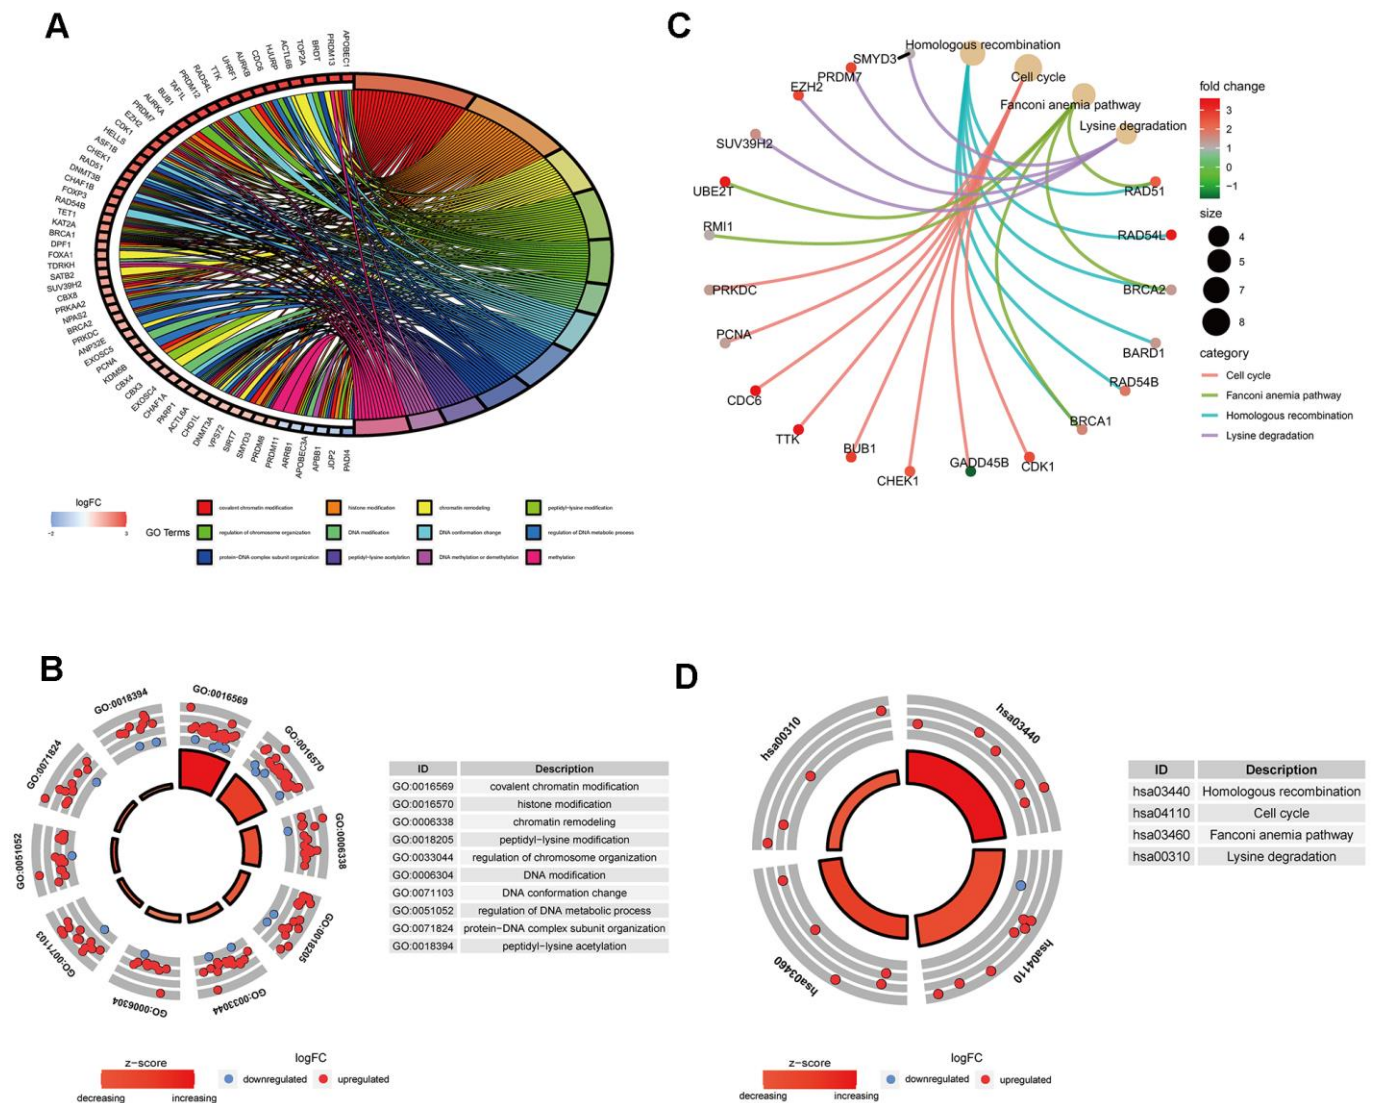 A
APOBEC1
PRDM13
BRDT
TOP2A
ACTL6B
HJURP
CDC6
AURKB
UHRF1
TTK
RAD54L
PRDM12
TAF1L
BUB1
AURKA
PRDM7
EZH2
CDK1
HELLS
ASF1B
CHEK1
RAD51
DNMT3B
CHAF1B
FOXP3
RAD54B
TET1
KAT2A
BRCA1
DPF1
FOXA1
TDRKH
SATB2
SUV39H2
CBX8
PRKAA2
NPAS2
BRCA2
PRKDC
ANP32E
EXOSC5
PCNA
KDM5B
CBX4
CBX3
EXOSC4
CHAF1A
PARP1
ACTL6A
CHD1L
DNMT3A
VPS72
SIRT7
SMYD3
PRDM8
PRDM11
ARRB1
APOBEC3A
APBB1
JDP2
PADI4
logFC
-2 3
GO Terms
covalent chromatin modification histone modification chromatin remodeling peptidyl-lysine modification
regulation of chromosome organization DNA modification DNA conformation change regulation of DNA metabolic process
protein-DNA complex subunit organization peptidyl-lysine acetylation DNA methylation or demethylation methylation
C
Homologous recombination
Cell cycle
Fanconi anemia pathway
Lysine degradation
SMYD3
PRDM7
EZH2
SUV39H2
UBE2T
RMI1
PRKDC
PCNA
CDC6
TTK
BUB1
CHEK1
GADD45B
CDK1
BRCA1
RAD54B
BARD1
BRCA2
RAD54L
RAD51
fold change
3
2
1
0
−1
size
4
5
7
8
category
Cell cycle
Fanconi anemia pathway
Homologous recombination
Lysine degradation
B
GO:0016569
GO:0016570
GO:0006338
GO:0018205
GO:0033044
GO:0006304
GO:0071103
GO:0051052
GO:0071824
GO:0018394
ID Description
GO:0016569 covalent chromatin modification
GO:0016570 histone modification
GO:0006338 chromatin remodeling
GO:0018205 peptidyl−lysine modification
GO:0033044 regulation of chromosome organization
GO:0006304 DNA modification
GO:0071103 DNA conformation change
GO:0051052 regulation of DNA metabolic process
GO:0071824 protein−DNA complex subunit organization
GO:0018394 peptidyl−lysine acetylation
z−score
decreasing increasing
logFC
downregulated upregulated
D
hsa00310
hsa03440
hsa04110
hsa03460
ID Description
hsa03440 Homologous recombination
hsa04110 Cell cycle
hsa03460 Fanconi anemia pathway
hsa00310 Lysine degradation
z−score
decreasing increasing
logFC
downregulated upregulated